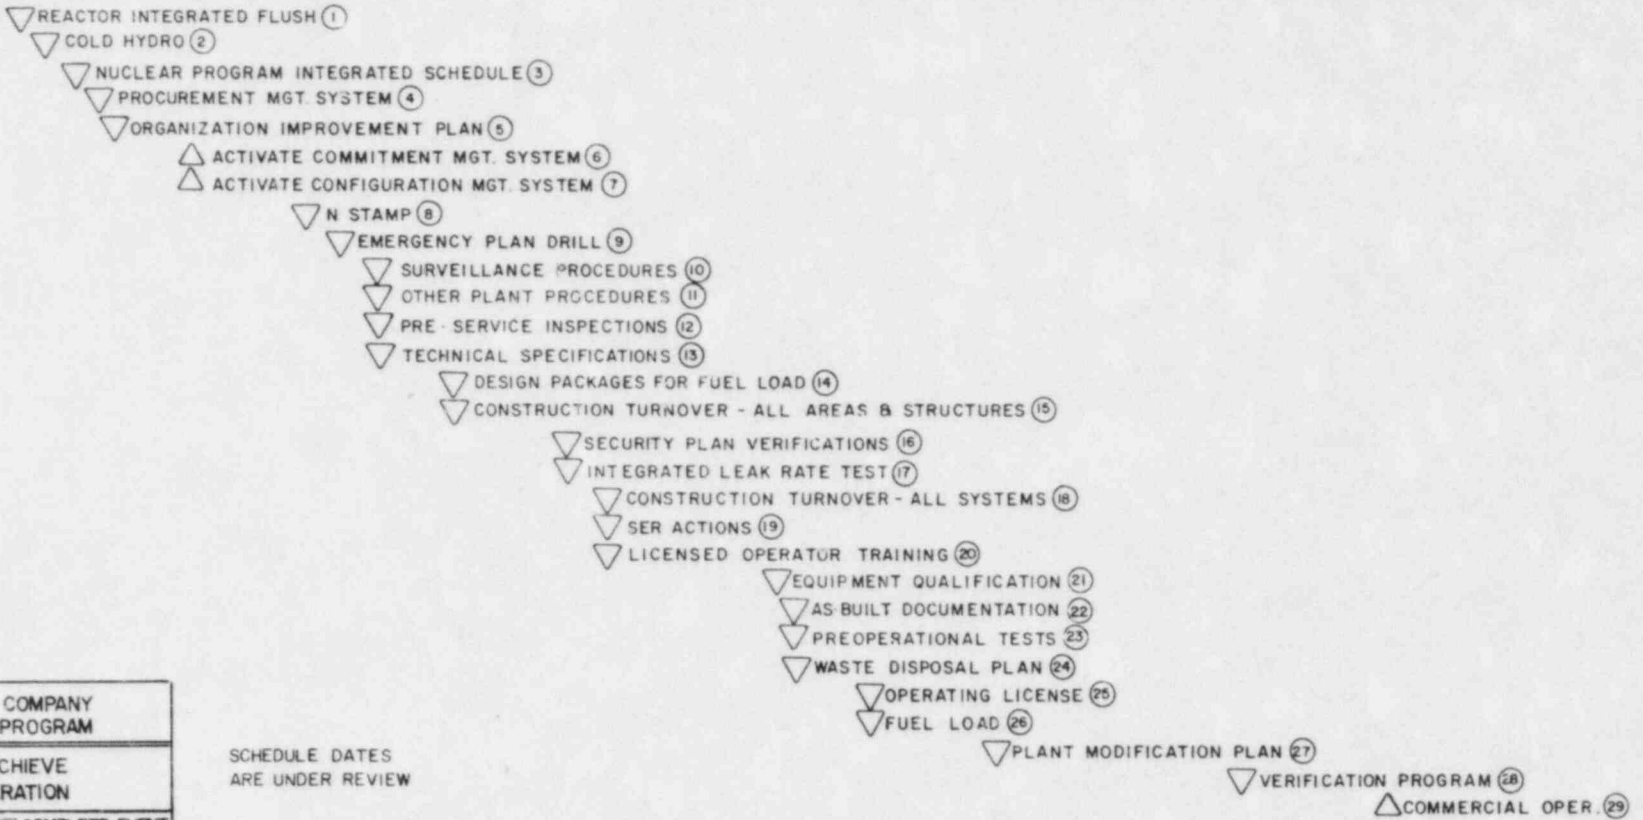 REACTOR INTEGRATED FLUSH 1
COLD HYDRO 2
NUCLEAR PROGRAM INTEGRATED SCHEDULE 3
PROCUREMENT MGT. SYSTEM 4
ORGANIZATION IMPROVEMENT PLAN 5
ACTIVATE COMMITMENT MGT. SYSTEM 6
ACTIVATE CONFIGURATION MGT. SYSTEM 7
N STAMP 8
EMERGENCY PLAN DRILL 9
SURVEILLANCE PROCEDURES 10
OTHER PLANT PROCEDURES 11
PRE-SERVICE INSPECTIONS 12
TECHNICAL SPECIFICATIONS 13
DESIGN PACKAGES FOR FUEL LOAD 14
CONSTRUCTION TURNOVER - ALL AREAS & STRUCTURES 15
SECURITY PLAN VERIFICATIONS 16
INTEGRATED LEAK RATE TEST 17
CONSTRUCTION TURNOVER - ALL SYSTEMS 18
SER ACTIONS 19
LICENSED OPERATOR TRAINING 20
EQUIPMENT QUALIFICATION 21
AS-BUILT DOCUMENTATION 22
PREOPERATIONAL TESTS 23
WASTE DISPOSAL PLAN 24
OPERATING LICENSE 25
FUEL LOAD 26
PLANT MODIFICATION PLAN 27
VERIFICATION PROGRAM 28
COMMERCIAL OPER. 29
COMPANY
PROGRAM
CHIEVE
RATION
SCHEDULE DATES
ARE UNDER REVIEW